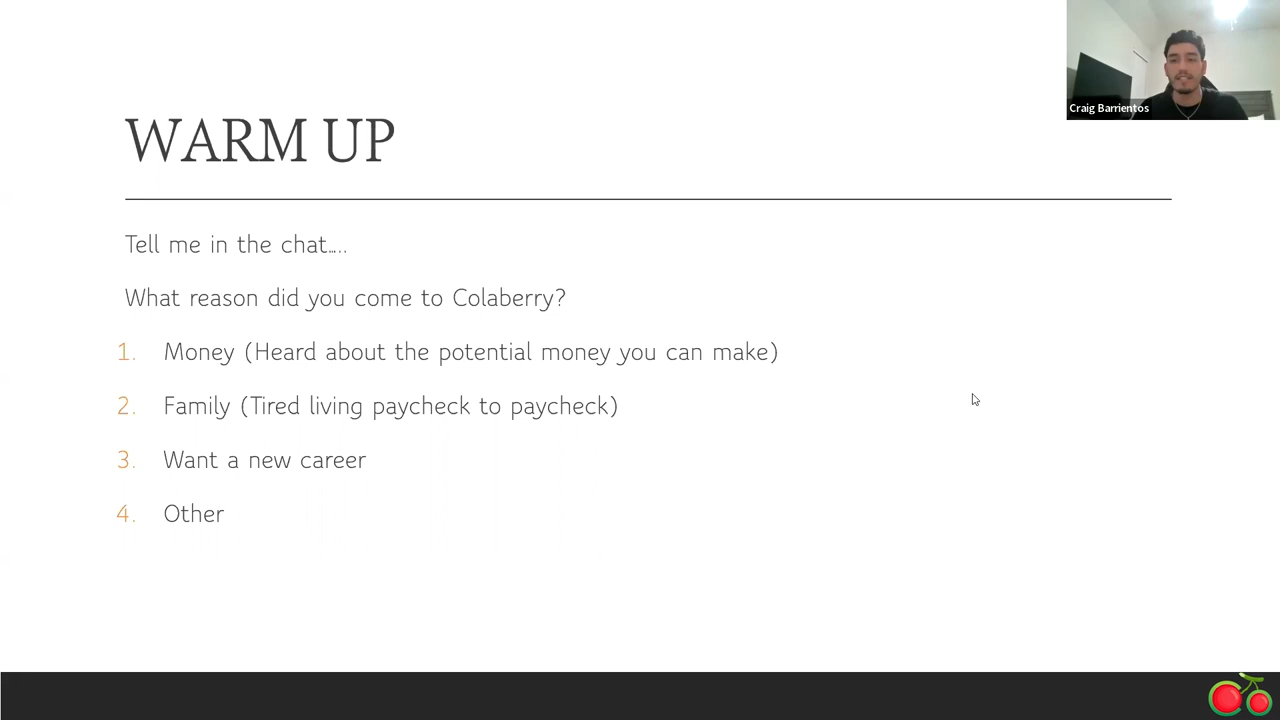 Craig Barrientos
WARM UP
Tell me in the chat.....
What reason did you come to Colaberry?
1. Money (Heard about the potential money you can make)
2. Family (Tired living paycheck to paycheck)
3. Want a new career
4. Other